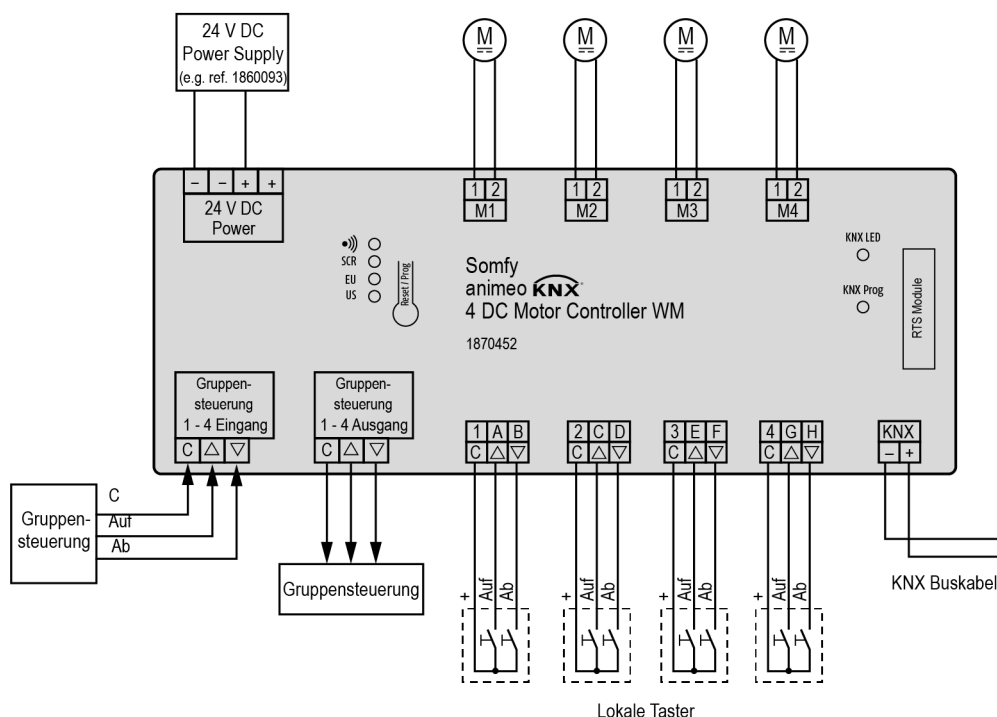 24 V DC
Power Supply
(e.g. ref. 1860093)
M
M
M
M
– – + +
24 V DC
Power
1 2
M1
1 2
M2
1 2
M3
1 2
M4
SCR
EU
US
Reset / Prog
Somfy
animeo KNX
4 DC Motor Controller WM
1870452
KNX LED
KNX Prog
RTS Module
Gruppen-
steuerung
1 - 4 Eingang
C △ ▽
Gruppen-
steuerung
1 - 4 Ausgang
C △ ▽
1 A B
C △ ▽
2 C D
C △ ▽
3 E F
C △ ▽
4 G H
C △ ▽
KNX
– +
Gruppen-
steuerung
C
Auf
Ab
Gruppensteuerung
+ Auf Ab
+ Auf Ab
+ Auf Ab
+ Auf Ab
KNX Buskabel
Lokale Taster